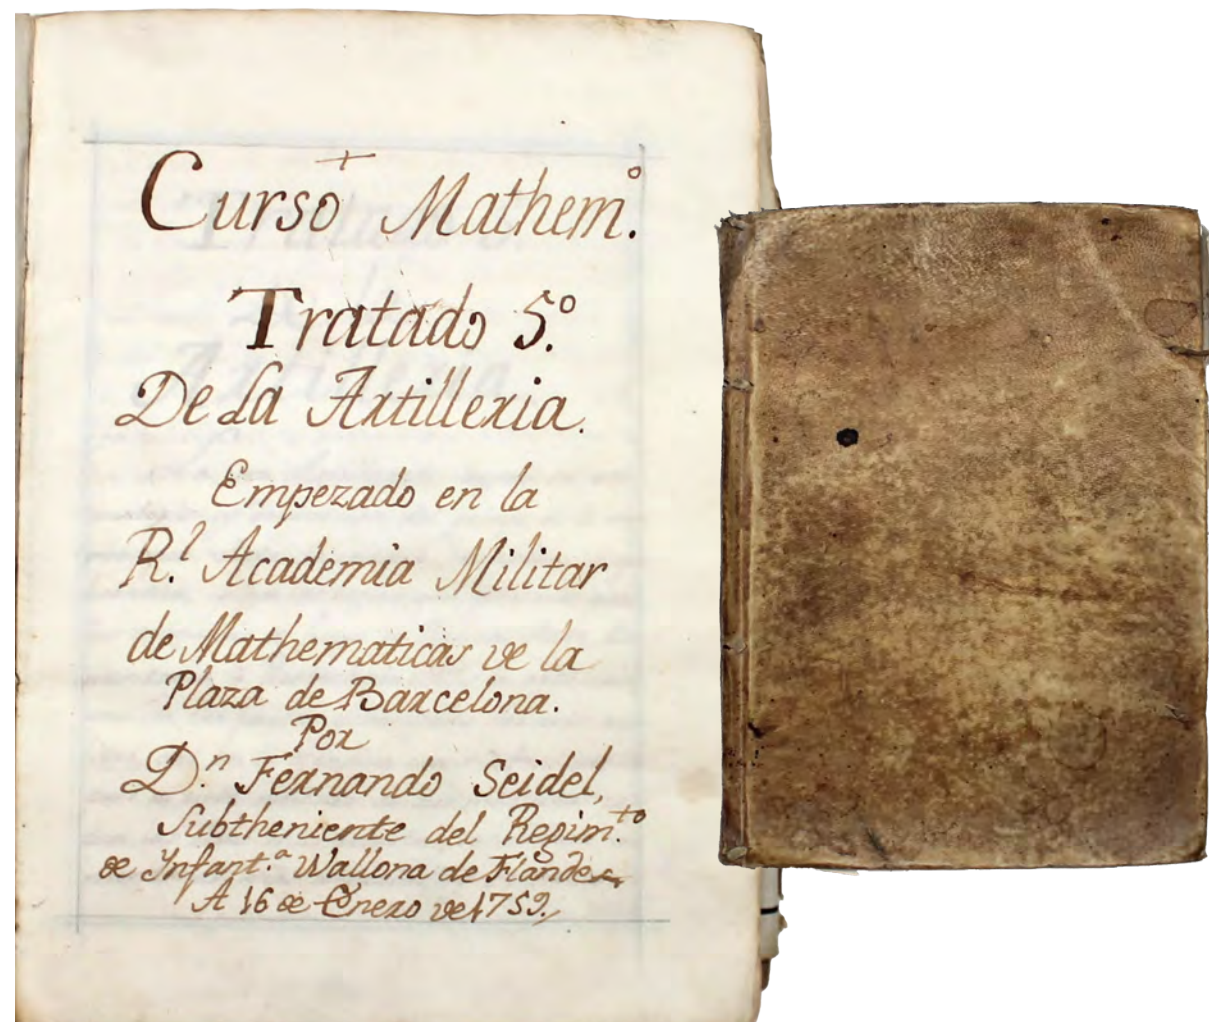 +
Curso Mathem.º
Tratado 5.º
De La Artilleria.
Empezado en la
R.l Academia Militar
de Mathematicas de la
Plaza de Barcelona.
Por
D.n Fernando Seidel,
Subtheniente del Regim.to
de Ynfant.a Wallona de Flandes
A 16 de Enero de 1759.